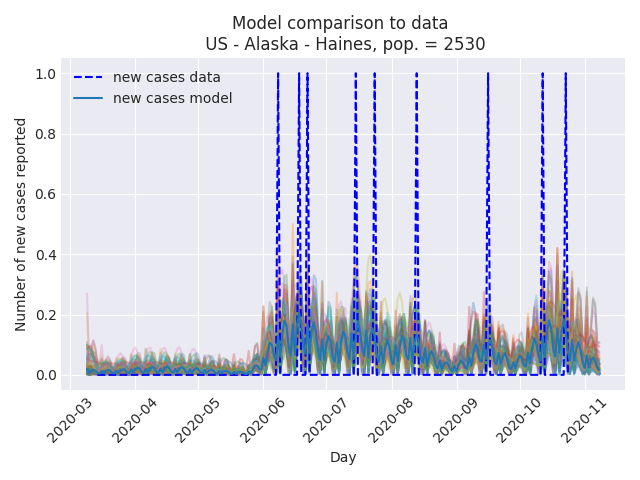 Model comparison to data
US - Alaska - Haines, pop. = 2530
new cases data
new cases model
Number of new cases reported
1.0
0.8
0.6
0.4
0.2
0.0
2020-03
2020-04
2020-05
2020-06
2020-07
2020-08
2020-09
2020-10
2020-11
Day